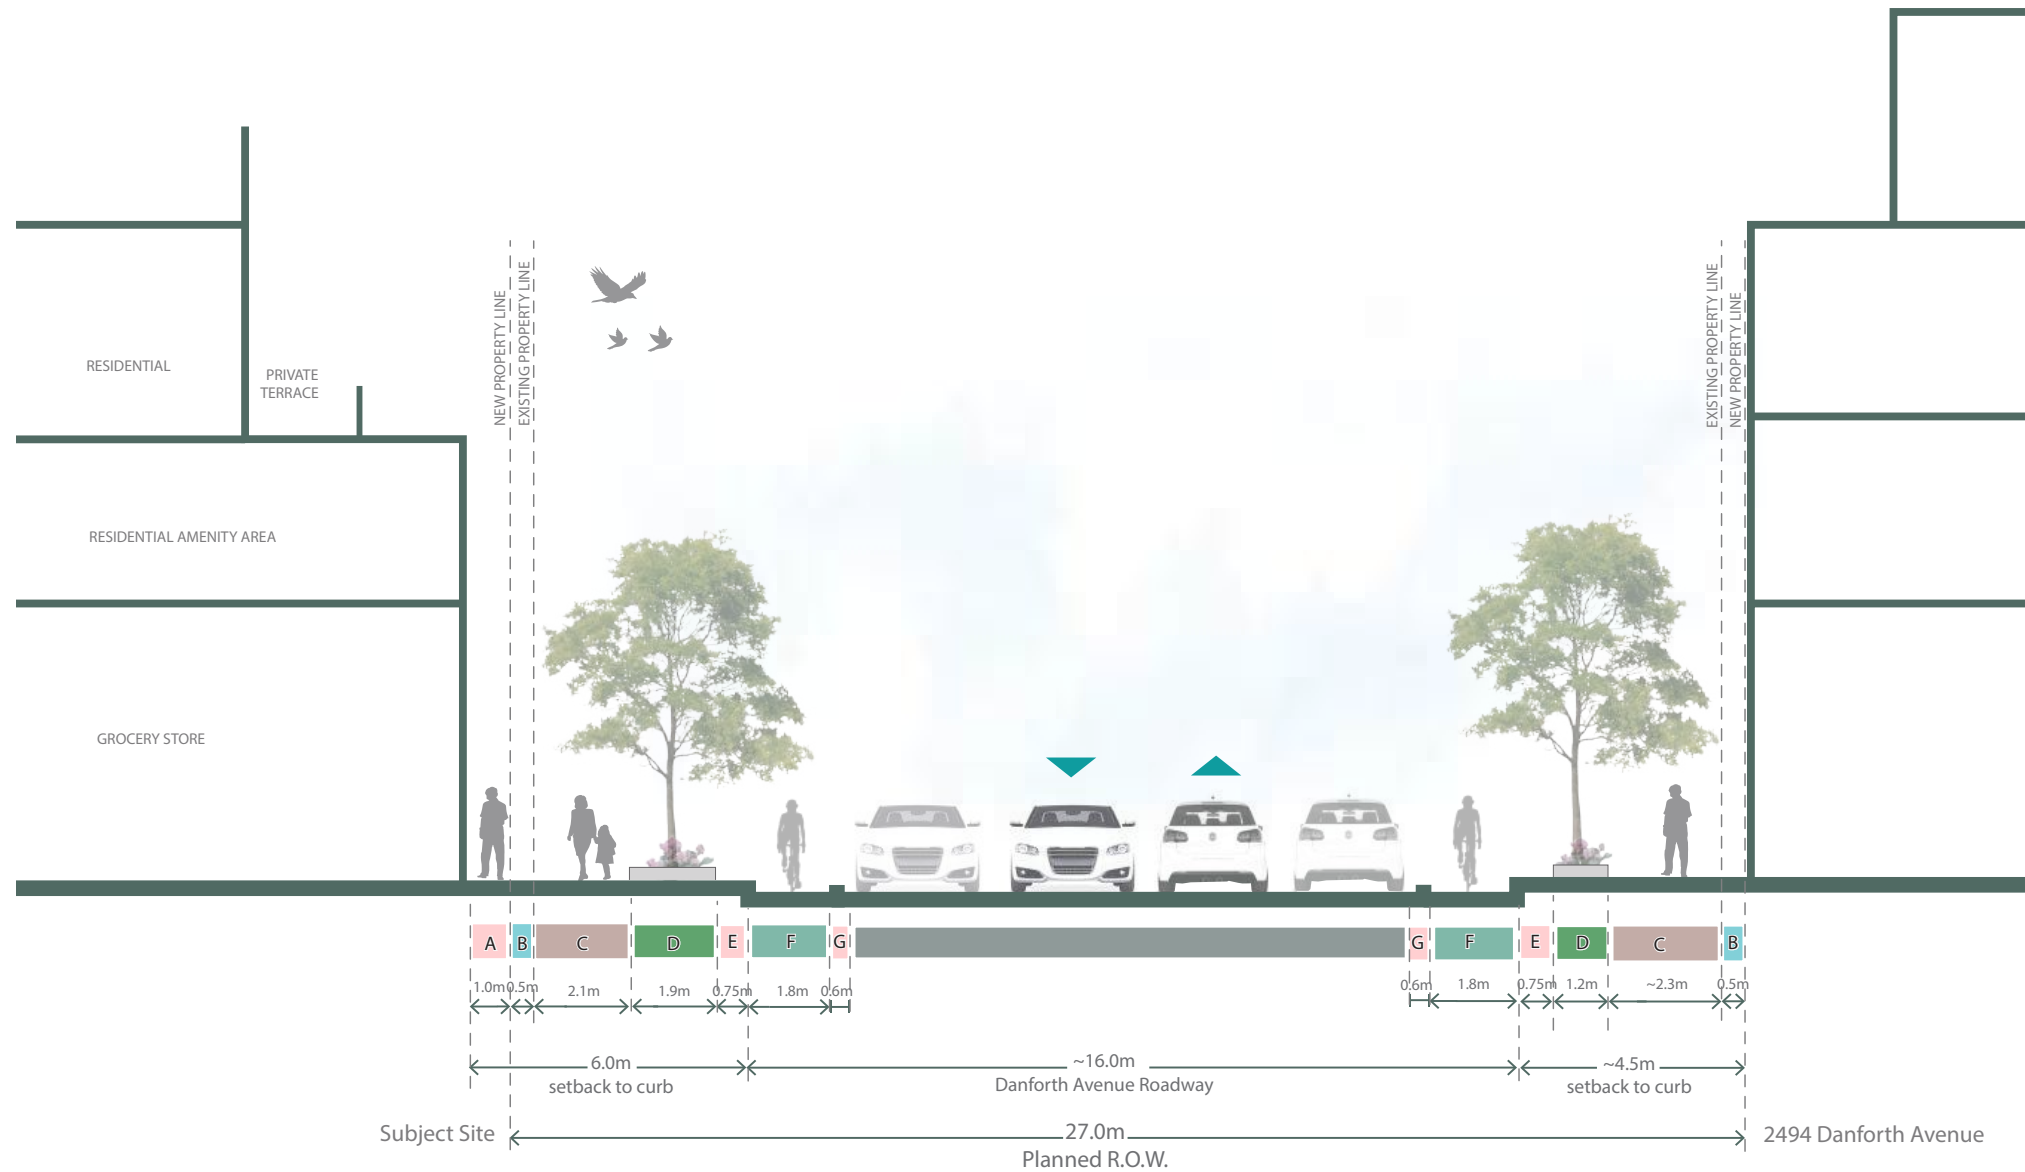 NEW PROPERTY LINE
EXISTING PROPERTY LINE
EXISTING PROPERTY LINE
NEW PROPERTY LINE
RESIDENTIAL
PRIVATE
TERRACE
RESIDENTIAL AMENITY AREA
GROCERY STORE
A B C D E F G G F E D C B
1.0m 0.5m 2.1m 1.9m 0.75m 1.8m 0.6m 0.6m 1.8m 0.75m 1.2m ~2.3m 0.5m
6.0m ~16.0m ~4.5m
setback to curb Danforth Avenue Roadway setback to curb
Subject Site 27.0m 2494 Danforth Avenue
Planned R.O.W.